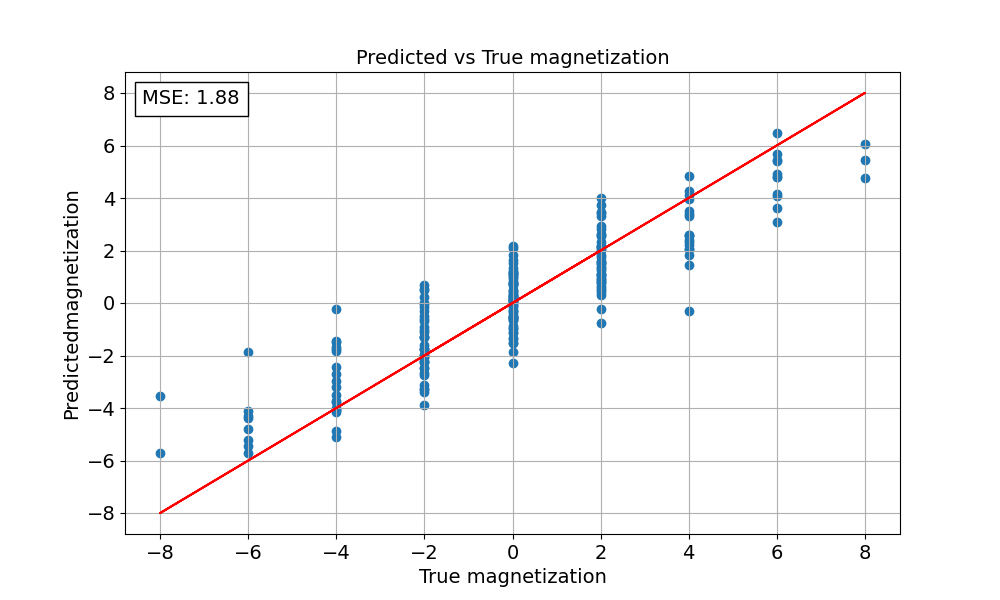 Predicted vs True magnetization
MSE: 1.88
Predictedmagnetization
8
6
4
2
0
−2
−4
−6
−8
−8 −6 −4 −2 0 2 4 6 8
True magnetization